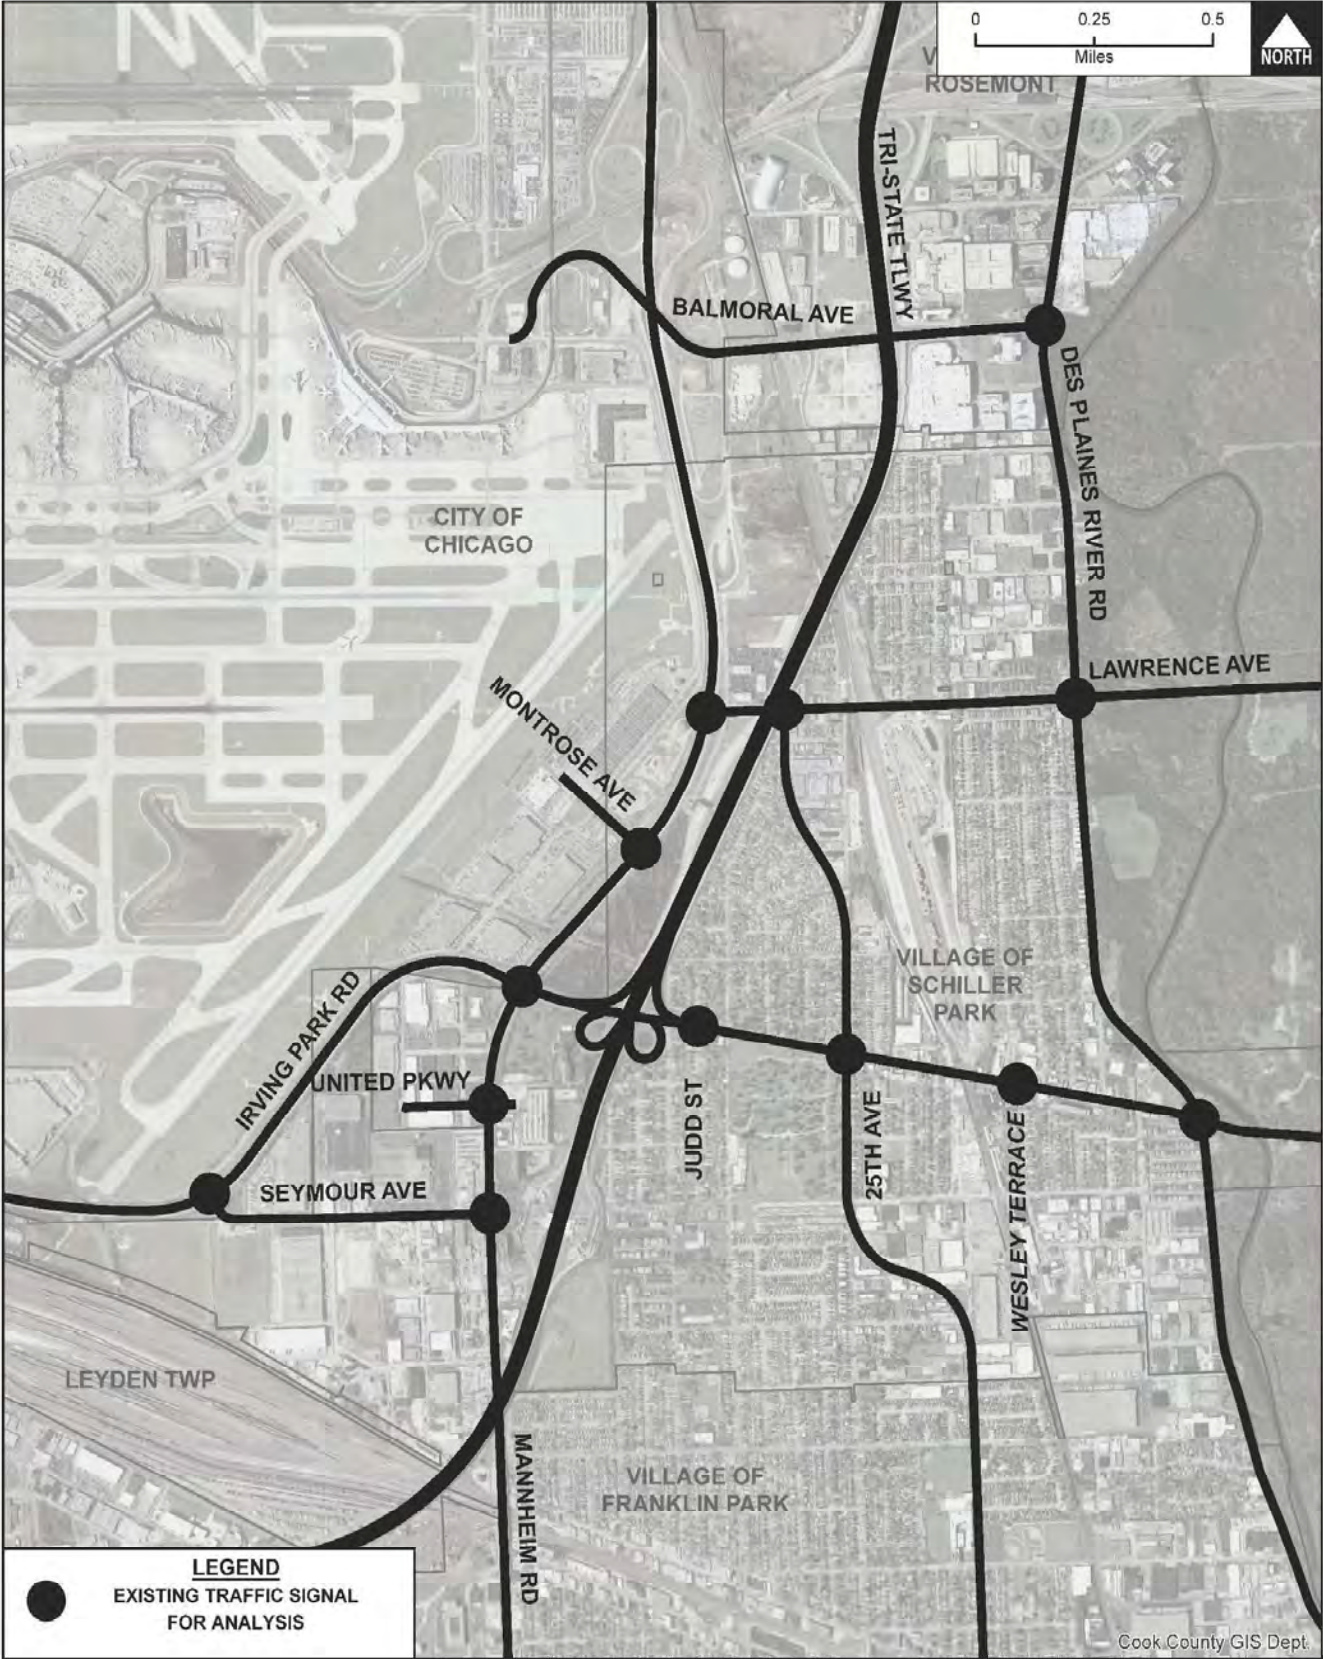 0 0.25 0.5
Miles
NORTH
V
ROSEMONT
TRI-STATE TLWY
BALMORAL AVE
DES PLAINES RIVER RD
CITY OF
CHICAGO
LAWRENCE AVE
MONTROSE AVE
VILLAGE OF
SCHILLER
PARK
IRVING PARK RD
UNITED PKWY
JUDD ST
25TH AVE
WESLEY TERRACE
SEYMOUR AVE
LEYDEN TWP
MANNHEIM RD
VILLAGE OF
FRANKLIN PARK
LEGEND
EXISTING TRAFFIC SIGNAL
FOR ANALYSIS
Cook County GIS Dept.